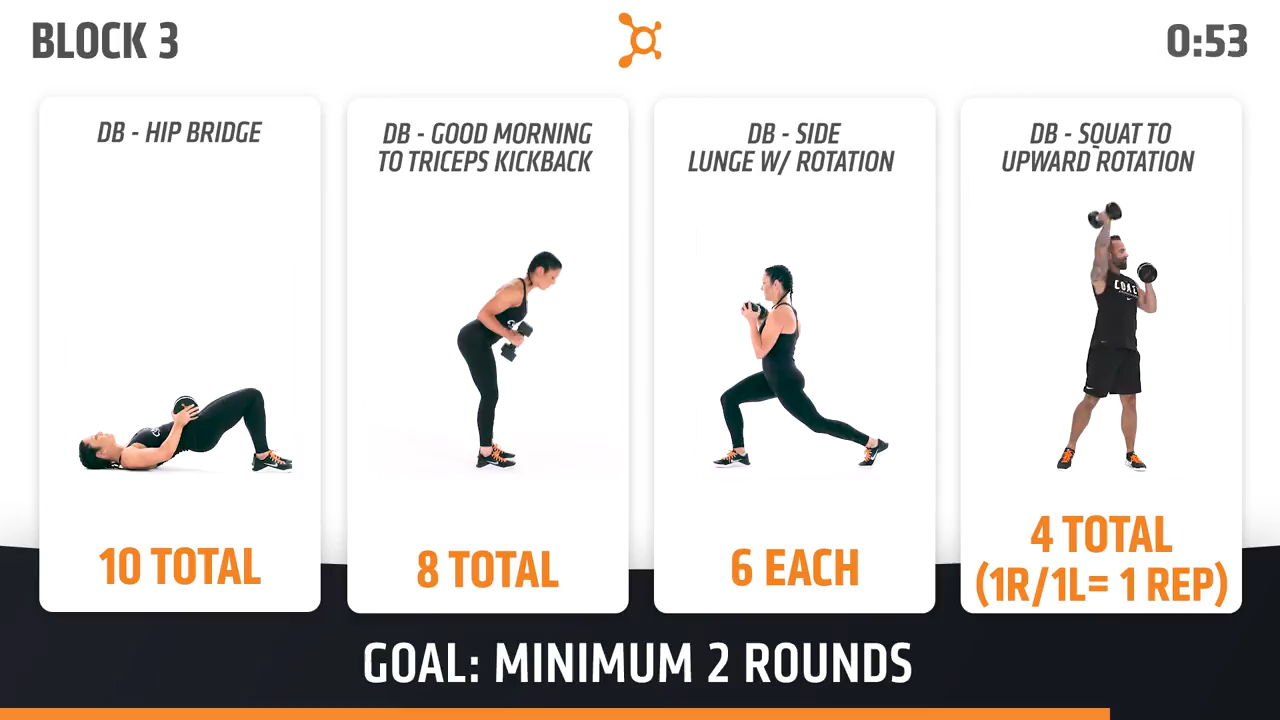 BLOCK 3
0:53
DB - HIP BRIDGE
10 TOTAL
DB - GOOD MORNING
TO TRICEPS KICKBACK
8 TOTAL
DB - SIDE
LUNGE W/ ROTATION
6 EACH
DB - SQUAT TO
UPWARD ROTATION
4 TOTAL
(1R/1L= 1 REP)
GOAL: MINIMUM 2 ROUNDS